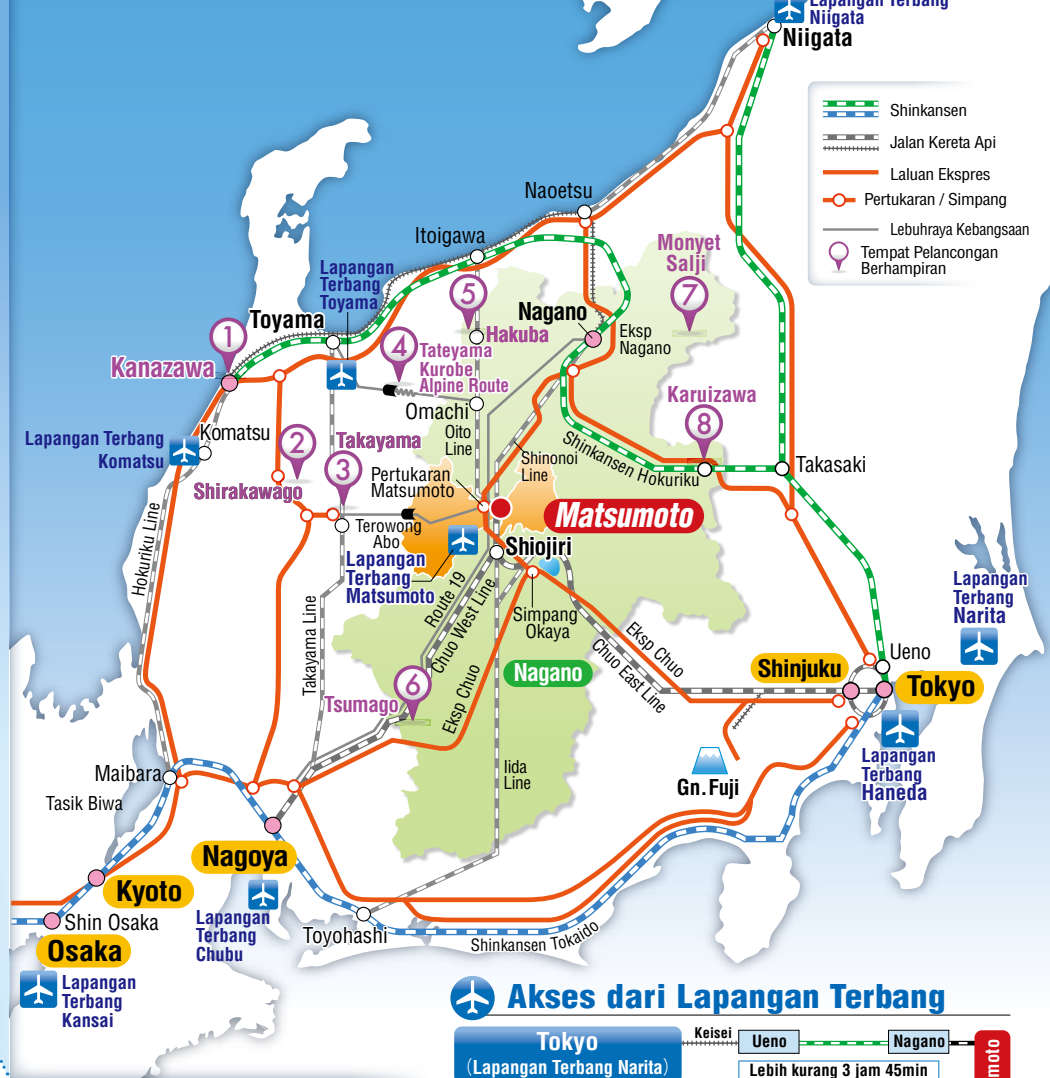 Lapangan Terbang
Niigata
Niigata
Shinkansen
Jalan Kereta Api
Laluan Ekspres
Pertukaran / Simpang
Lebuhraya Kebangsaan
Tempat Pelancongan
Berhampiran
Naoetsu
Itoigawa
Monyet
Salji
7
Lapangan
Terbang
Toyama
5
Nagano
Toyama
Hakuba
Eksp
Nagano
1
4
Tateyama
Kurobe
Alpine Route
Kanazawa
Karuizawa
8
Omachi
Oito
Line
Lapangan Terbang
Komatsu
Komatsu
2
Takayama
3
Shirakawago
Pertukaran
Matsumoto
Shinonoi
Line
Shinkansen Hokuriku
Takasaki
Matsumoto
Terowong
Abo
Lapangan
Terbang
Matsumoto
Shiojiri
Hokuriku Line
Route 19
Chuo West Line
Simpang
Okaya
Takayama Line
Eksp Chuo
Chuo East Line
Lapangan
Terbang
Narita
Ueno
Shinjuku
Tokyo
Nagano
6
Tsumago
Eksp Chuo
Lapangan
Terbang
Haneda
Iida
Line
Gn. Fuji
Maibara
Tasik Biwa
Nagoya
Kyoto
Shin Osaka
Osaka
Lapangan
Terbang
Chubu
Toyohashi
Shinkansen Tokaido
Lapangan
Terbang
Kansai
Akses dari Lapangan Terbang
Tokyo
(Lapangan Terbang Narita)
Keisei
Ueno
Nagano
moto
Lebih kurang 3 jam 45min